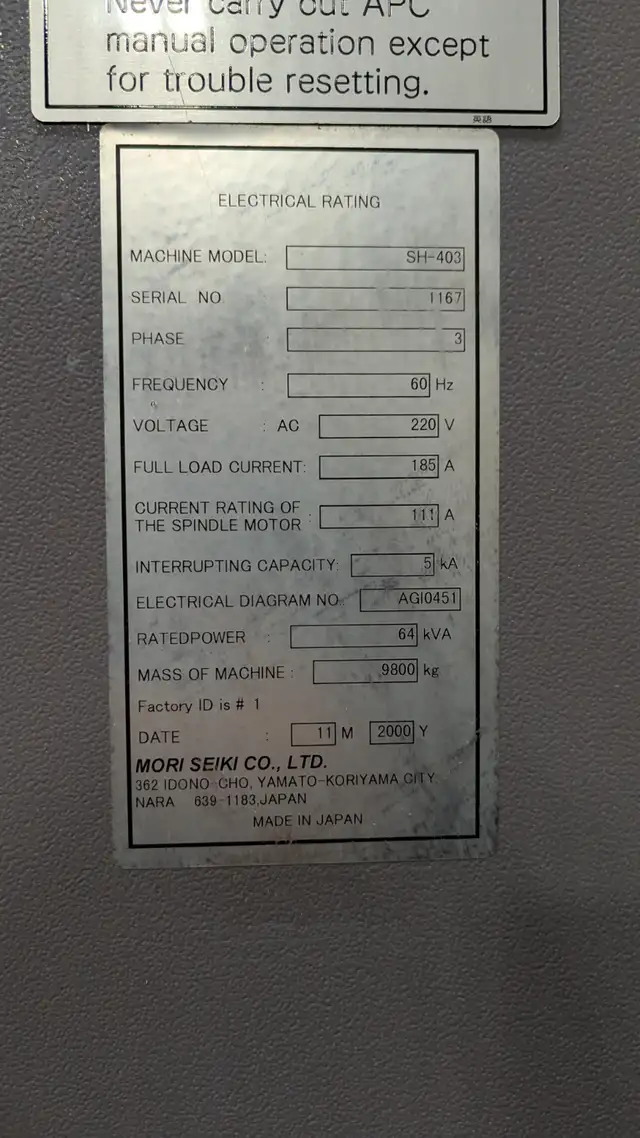 Never carry out APC
manual operation except
for trouble resetting.
英語
ELECTRICAL RATING
MACHINE MODEL: SH-403
SERIAL NO 1167
PHASE : 3
FREQUENCY : 60 Hz
VOLTAGE : AC 220 V
FULL LOAD CURRENT: 185 A
CURRENT RATING OF
THE SPINDLE MOTOR : 111 A
INTERRUPTING CAPACITY: 5 kA
ELECTRICAL DIAGRAM NO.: AGI0451
RATEDPOWER : 64 kVA
MASS OF MACHINE : 9800 kg
Factory ID is # 1
DATE : 11 M 2000 Y
MORI SEIKI CO., LTD.
362 IDONO-CHO, YAMATO-KORIYAMA CITY.
NARA 639-1183,JAPAN
MADE IN JAPAN